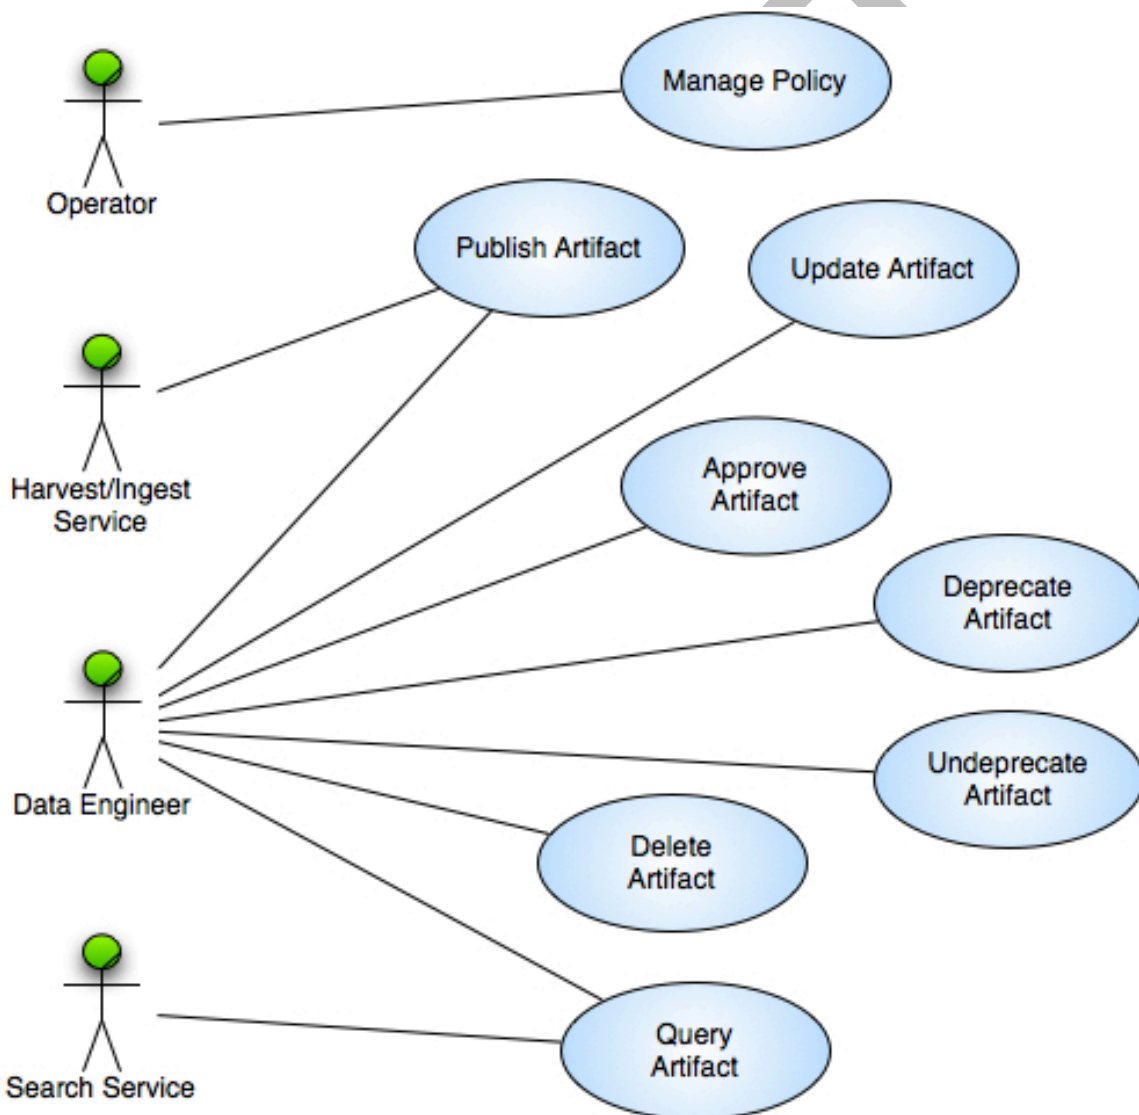 Manage Policy
Operator
Publish Artifact
Update Artifact
Approve
Artifact
Harvest/Ingest
Service
Deprecate
Artifact
Undeprecate
Artifact
Data Engineer
Delete
Artifact
Query
Artifact
Search Service